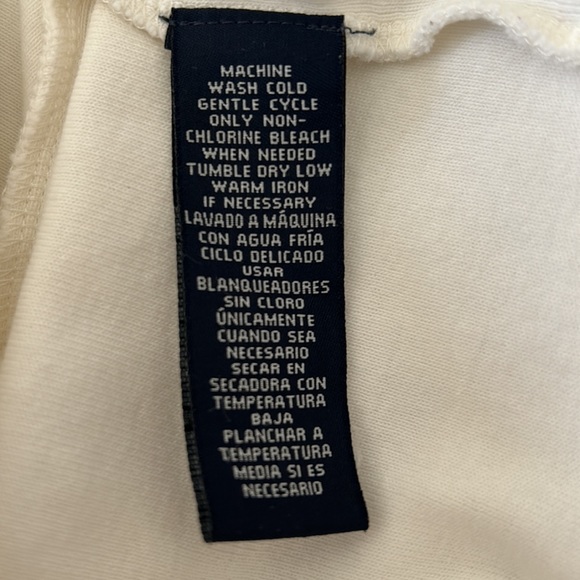 MACHINE
WASH COLD
GENTLE CYCLE
ONLY NON-
CHLORINE BLEACH
WHEN NEEDED
TUMBLE DRY LOW
WARM IRON
IF NECESSARY
LAVADO A MÁQUINA
CON AGUA FRÍA
CICLO DELICADO
USAR
BLANQUEADORES
SIN CLORO
ÚNICAMENTE
CUANDO SEA
NECESARIO
SECAR EN
SECADORA CON
TEMPERATURA
BAJA
PLANCHAR A
TEMPERATURA
MEDIA SI ES
NECESARIO